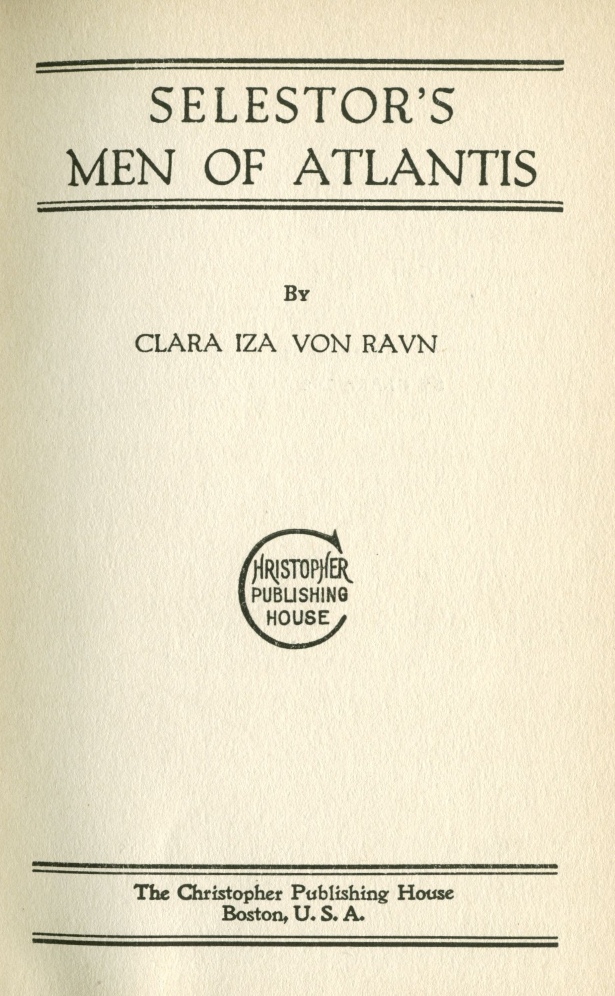 SELESTOR'S
MEN OF ATLANTIS
By
CLARA IZA VON RAVN
CHRISTOPHER
PUBLISHING
HOUSE
The Christopher Publishing House
Boston, U. S. A.